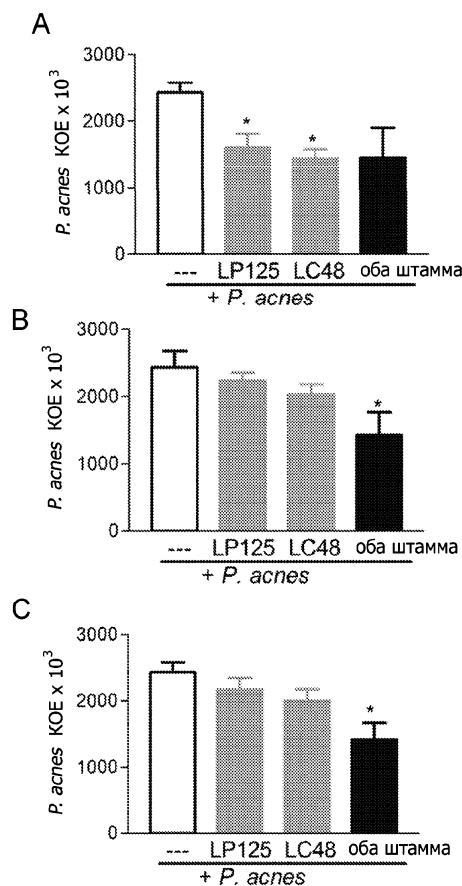 A
P. acnes КОЕ x 10³
3000
2000
1000
0
*
*
--- LP125 LC48 оба штамма
+ P. acnes
B
P. acnes КОЕ x 10³
3000
2000
1000
0
*
--- LP125 LC48 оба штамма
+ P. acnes
C
P. acnes КОЕ x 10³
3000
2000
1000
0
*
--- LP125 LC48 оба штамма
+ P. acnes